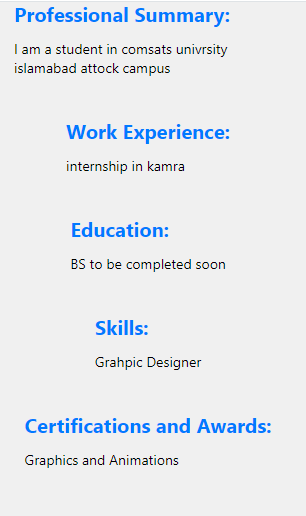 Professional Summary:
I am a student in comsats univrsity
islamabad attock campus
Work Experience:
internship in kamra
Education:
BS to be completed soon
Skills:
Grahpic Designer
Certifications and Awards:
Graphics and Animations